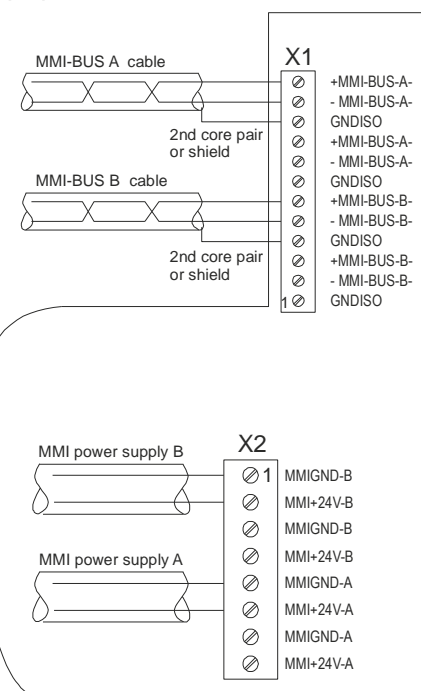 X1
MMI-BUS A cable
2nd core pair
or shield
MMI-BUS B cable
2nd core pair
or shield
+MMI-BUS-A-
- MMI-BUS-A-
GNDISO
+MMI-BUS-A-
- MMI-BUS-A-
GNDISO
+MMI-BUS-B-
- MMI-BUS-B-
GNDISO
+MMI-BUS-B-
- MMI-BUS-B-
1 GNDISO
X2
MMI power supply B
MMI power supply A
1 MMIGND-B
MMI+24V-B
MMIGND-B
MMI+24V-B
MMIGND-A
MMI+24V-A
MMIGND-A
MMI+24V-A